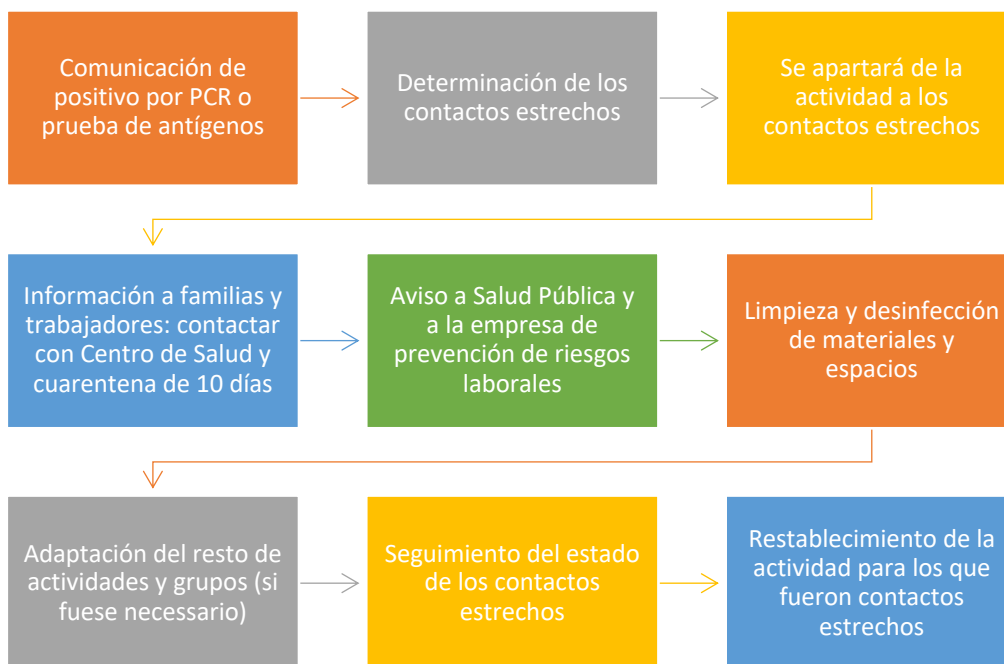 Comunicación de
positivo por PCR o
prueba de antígenos
Determinación de los
contactos estrechos
Se apartará de la
actividad a los
contactos estrechos
Información a familias y
trabajadores: contactar
con Centro de Salud y
cuarentena de 10 días
Aviso a Salud Pública y
a la empresa de
prevención de riesgos
laborales
Limpieza y desinfección
de materiales y
espacios
Adaptación del resto de
actividades y grupos (si
fuese necessario)
Seguimiento del estado
de los contactos
estrechos
Restablecimiento de la
actividad para los que
fueron contactos
estrechos